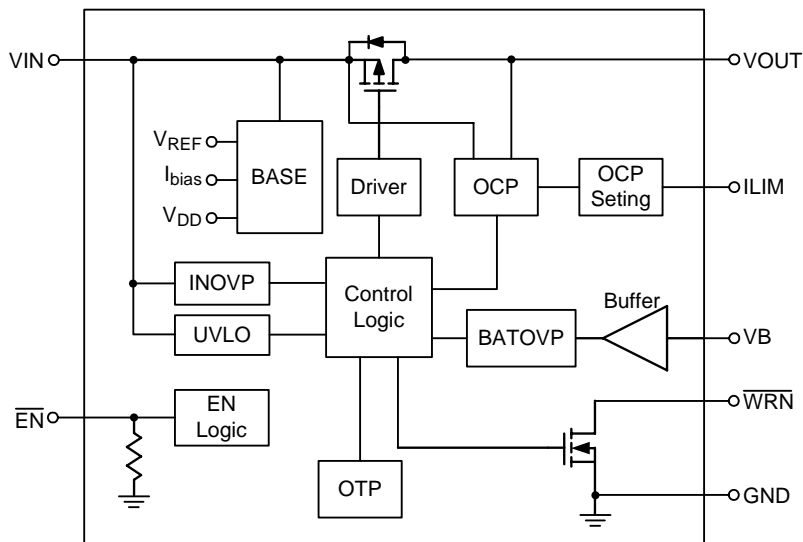 VIN
VOUT
VREF
Ibias
VDD
BASE
Driver
OCP
OCP
Seting
ILIM
INOVP
Control
Logic
UVLO
Buffer
BATOVP
VB
EN
EN
Logic
WRN
OTP
GND